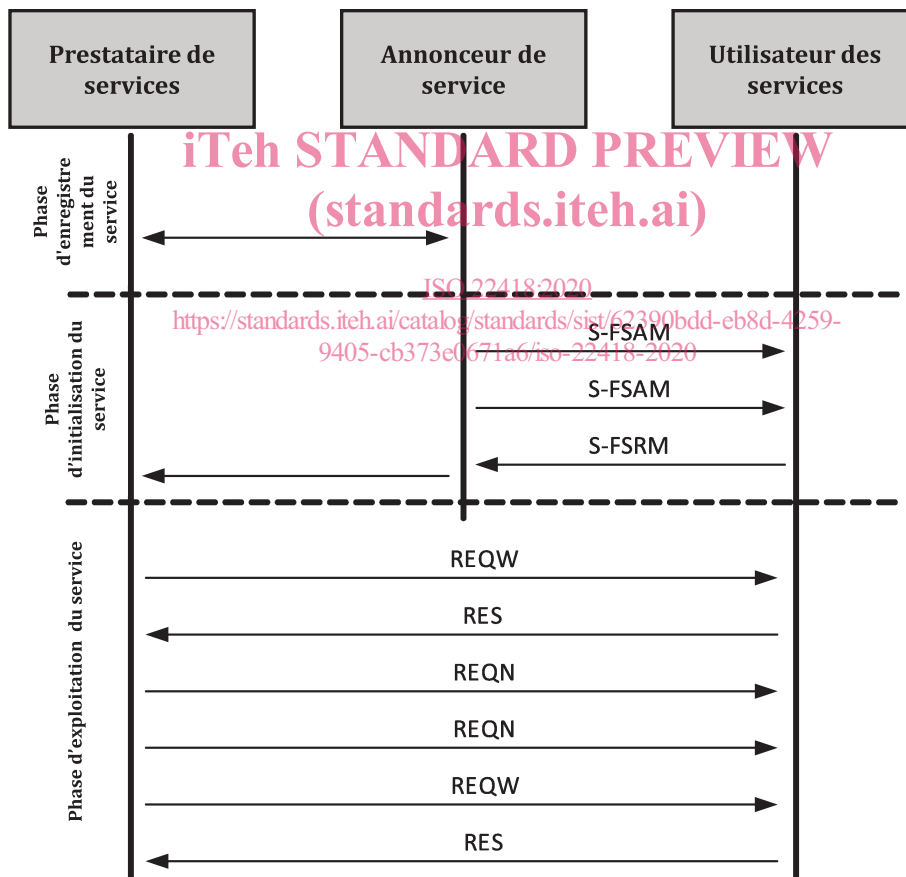 Prestataire de
services
Annonceur de
service
Utilisateur des
services
iTeh STANDARD PREVIEW
(standards.iteh.ai)
Phase
d'enregistre
ment du
service
ISO 22418:2020
https://standards.iteh.ai/catalog/standards/sist/62390bdd-eb8d-4259-
9405-cb373e0671a6/iso-22418-2020
Phase
d'initialisation du
service
S-FSAM
S-FSAM
S-FSRM
Phase d'exploitation du service
REQW
RES
REQN
REQN
REQW
RES